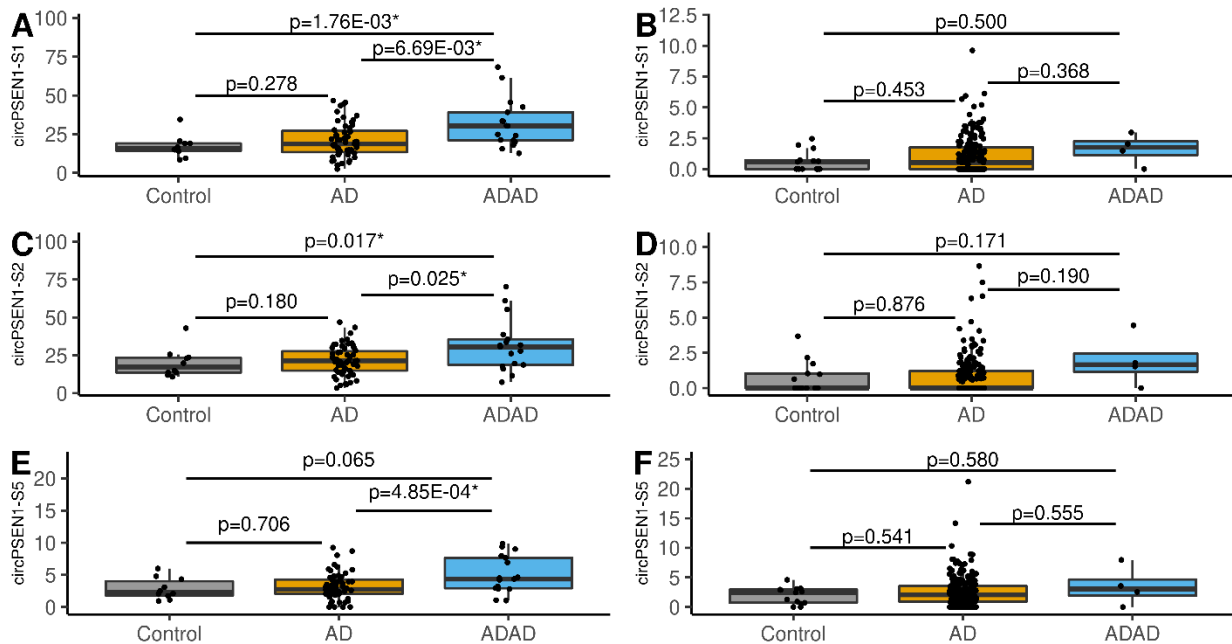 A
circPSEN1-S1
100
75
50
25
0
p=1.76E-03*
p=6.69E-03*
p=0.278
Control AD ADAD
B
circPSEN1-S1
12.5
10.0
7.5
5.0
2.5
0.0
p=0.500
p=0.368
p=0.453
Control AD ADAD
C
circPSEN1-S2
100
75
50
25
0
p=0.017*
p=0.025*
p=0.180
Control AD ADAD
D
circPSEN1-S2
10.0
7.5
5.0
2.5
0.0
p=0.171
p=0.190
p=0.876
Control AD ADAD
E
circPSEN1-S5
20
15
10
5
0
p=0.065
p=4.85E-04*
p=0.706
Control AD ADAD
F
circPSEN1-S5
25
20
15
10
5
0
p=0.580
p=0.555
p=0.541
Control AD ADAD